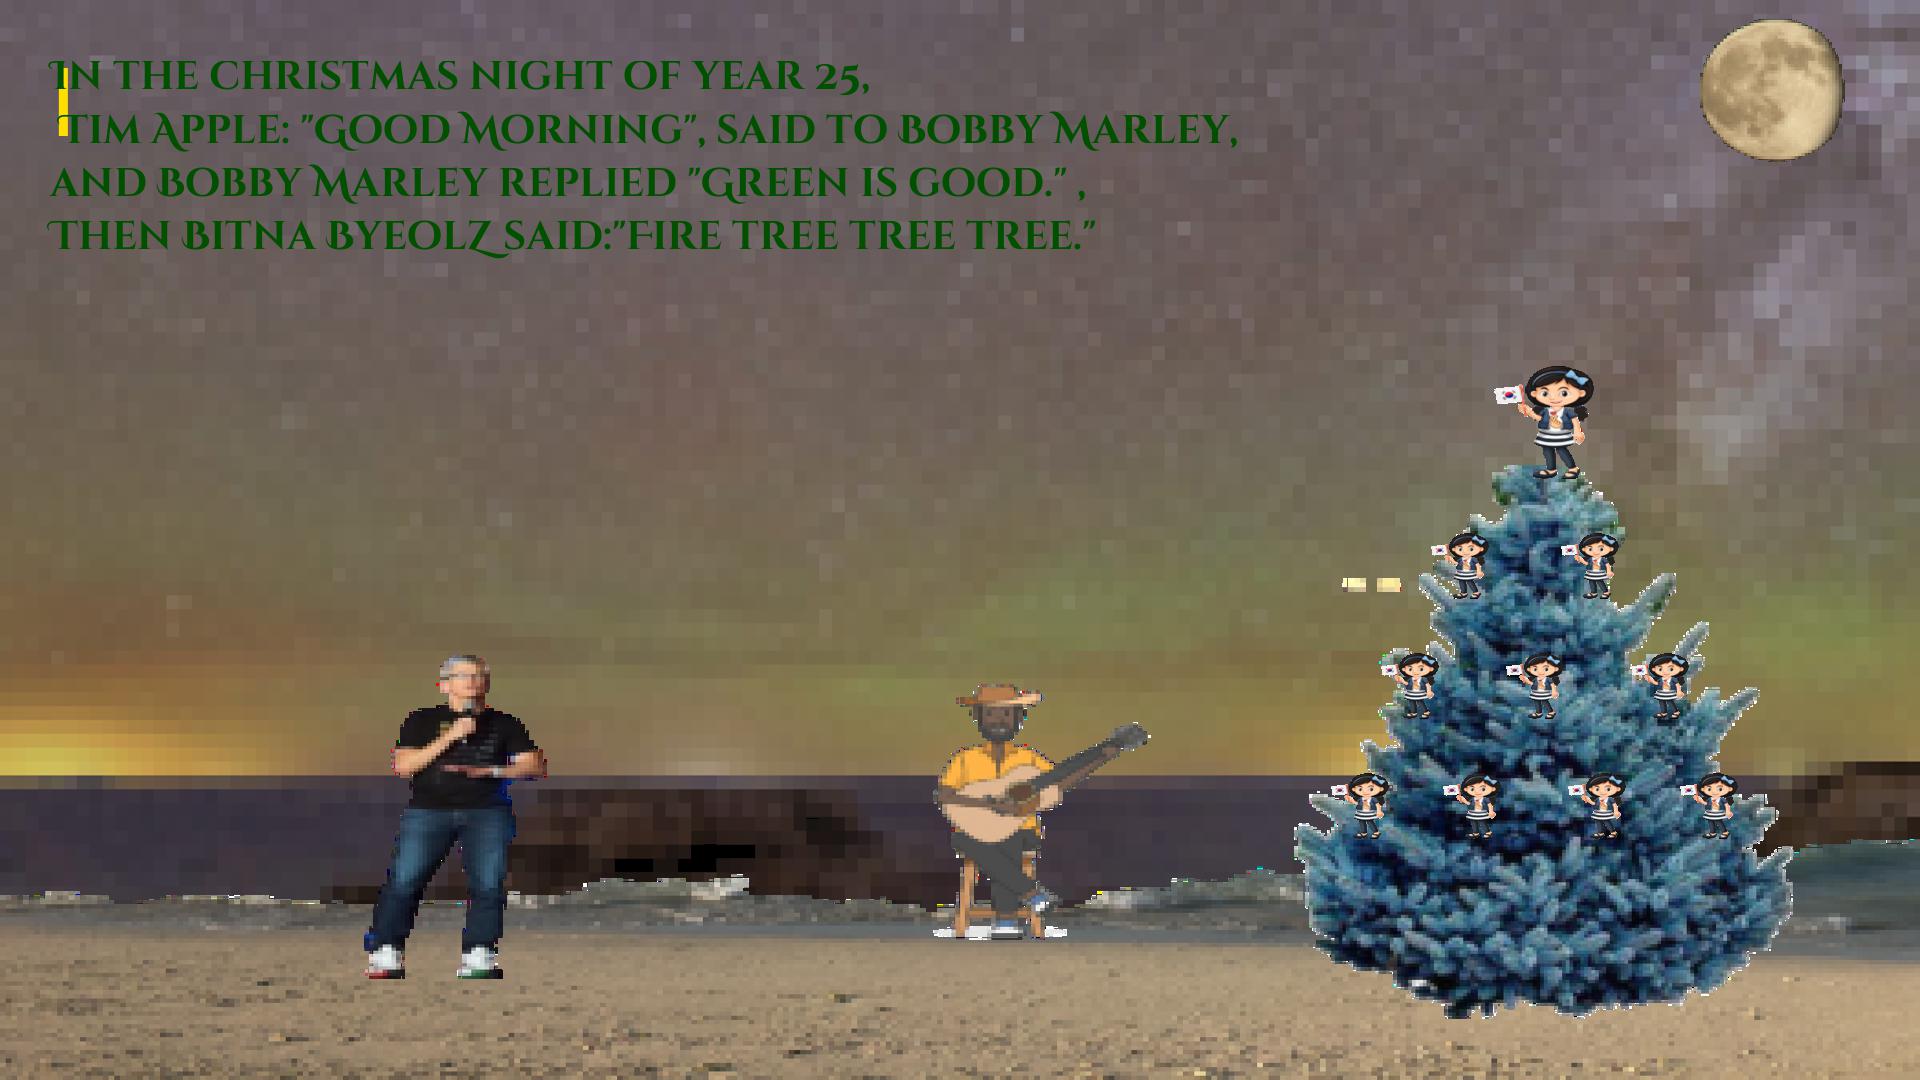 In the Christmas night of year 25,
Tim Apple: "Good Morning", said to Bobby Marley,
and Bobby Marley replied "Green is good." ,
Then Bitna Byeolz said:"Fire tree tree tree."